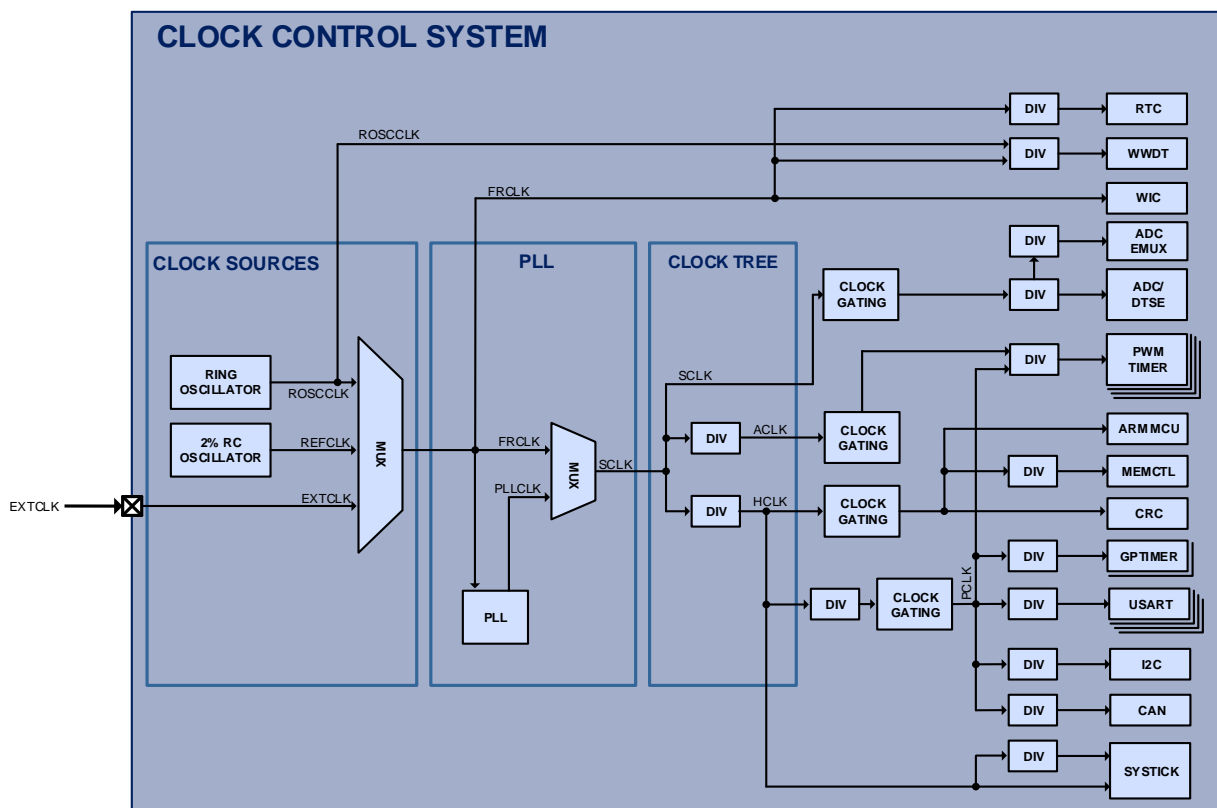 CLOCK CONTROL SYSTEM
DIV
RTC
ROSCCLK
DIV
WWDT
FRCLK
WIC
CLOCK SOURCES
PLL
CLOCK TREE
DIV
ADC
EMUX
CLOCK
GATING
DIV
ADC/
DTSE
RING
OSCILLATOR
ROSCCLK
SCLK
DIV
PWM
TIMER
2% RC
OSCILLATOR
REFCLK
MUX
FRCLK
MUX
SCLK
DIV
ACLK
CLOCK
GATING
ARM MCU
DIV
MEMCTL
EXTCLK
EXTCLK
PLLCLK
DIV
HCLK
CLOCK
GATING
CRC
PLL
DIV
CLOCK
GATING
PCLK
DIV
GPTIMER
DIV
USART
DIV
I2C
DIV
CAN
DIV
SYSTICK